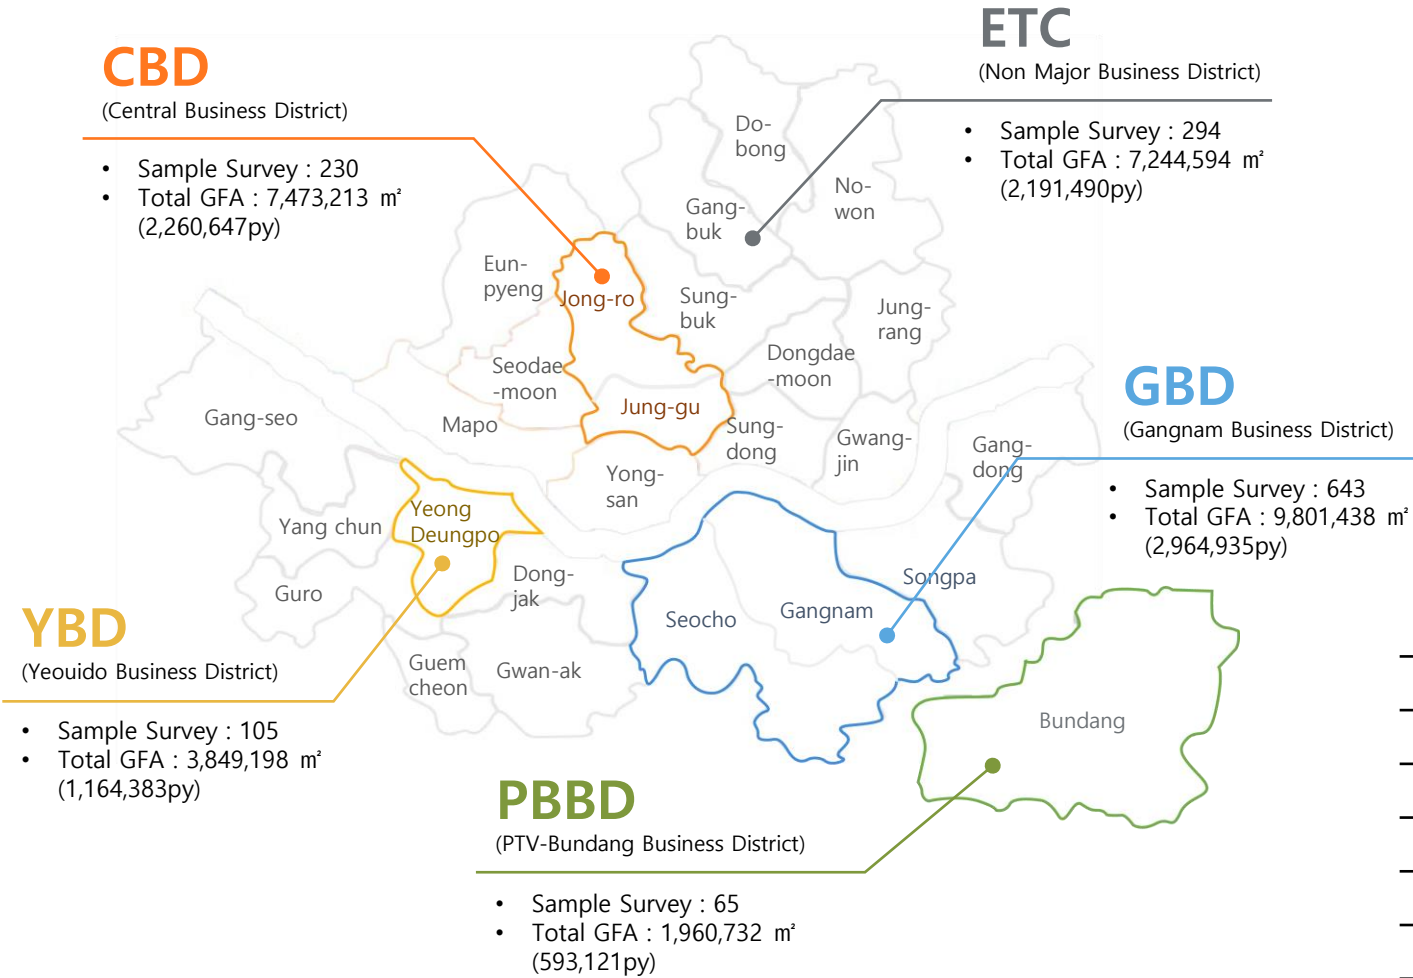 ETC
(Non Major Business District)
• Sample Survey : 294
• Total GFA : 7,244,594 ㎡
(2,191,490py)
CBD
(Central Business District)
• Sample Survey : 230
• Total GFA : 7,473,213 ㎡
(2,260,647py)
Do-
bong
No-
won
Gang-
buk
Eun-
pyeng
Jong-ro
Sung-
buk
Jung-
rang
Seodae
-moon
Dongdae
-moon
Gang-seo
Mapo
Jung-gu
Sung-
dong
Gwang-
jin
Gang-
dong
GBD
(Gangnam Business District)
• Sample Survey : 643
• Total GFA : 9,801,438 ㎡
(2,964,935py)
Yong-
san
Yang chun
Yeong
Deungpo
Guro
Dong-
jak
Seocho
Gangnam
Songpa
Guem
cheon
Gwan-ak
Bundang
YBD
(Yeouido Business District)
• Sample Survey : 105
• Total GFA : 3,849,198 ㎡
(1,164,383py)
PBBD
(PTV-Bundang Business District)
• Sample Survey : 65
• Total GFA : 1,960,732 ㎡
(593,121py)